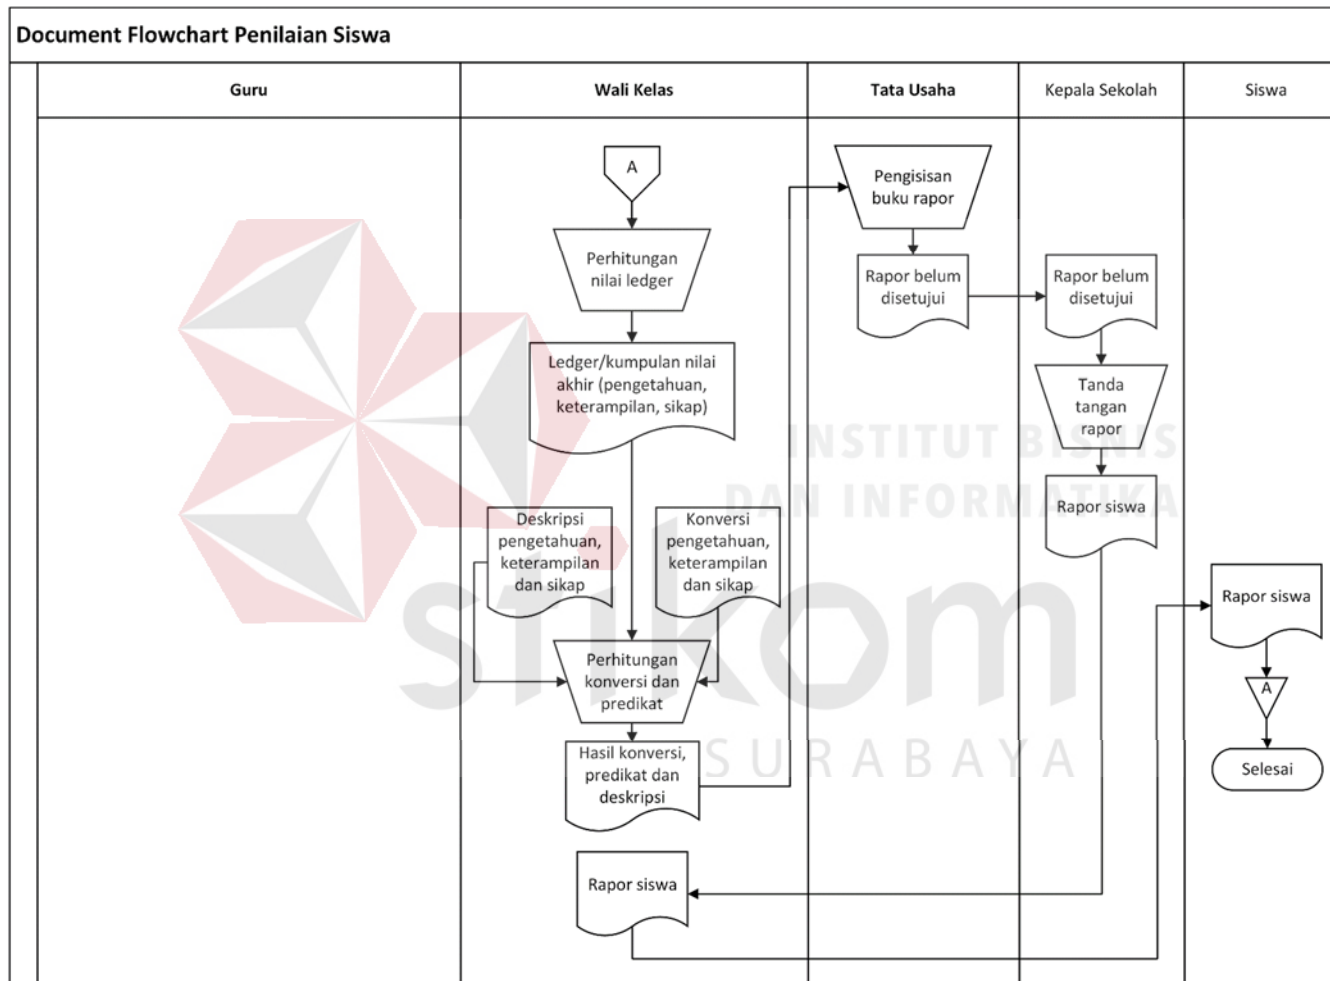 Document Flowchart Penilaian Siswa
Guru
Wali Kelas
Tata Usaha
Kepala Sekolah
Siswa
A
Perhitungan
nilai ledger
Ledger/kumpulan nilai
akhir (pengetahuan,
keterampilan, sikap)
Deskripsi
pengetahuan,
keterampilan
dan sikap
Konversi
pengetahuan,
keterampilan
dan sikap
Perhitungan
konversi dan
predikat
Hasil konversi,
predikat dan
deskripsi
Rapor siswa
Pengisisan
buku rapor
Rapor belum
disetujui
Rapor belum
disetujui
Tanda
tangan
rapor
Rapor siswa
Rapor siswa
A
Selesai
INSTITUT BISNIS
DAN INFORMATIKA
stikom
SURABAYA